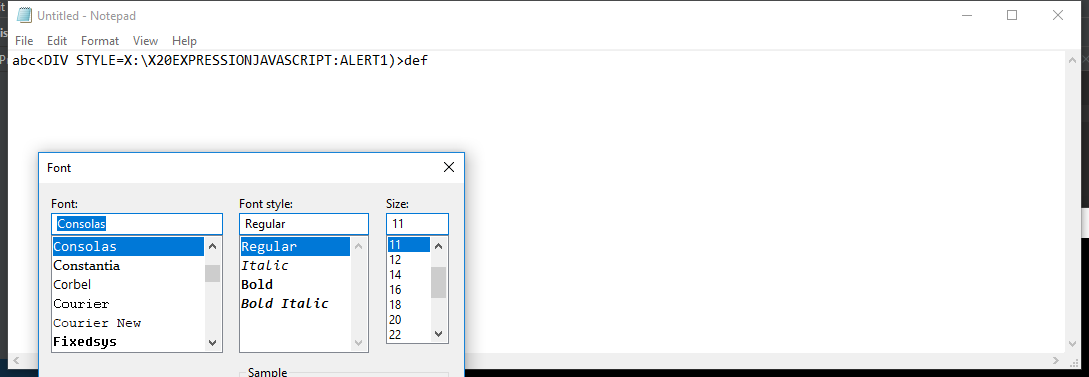 Untitled - Notepad
File Edit Format View Help
abc<DIV STYLE=X:\X20EXPRESSIONJAVASCRIPT:ALERT1)>def
Font
Font: Font style: Size:
Consolas Regular 11
Consolas Regular 11
Constantia Italic 12
Corbel Bold 14
Courier Bold Italic 16
Courier New 18
Fixedsys 20
22
Sample